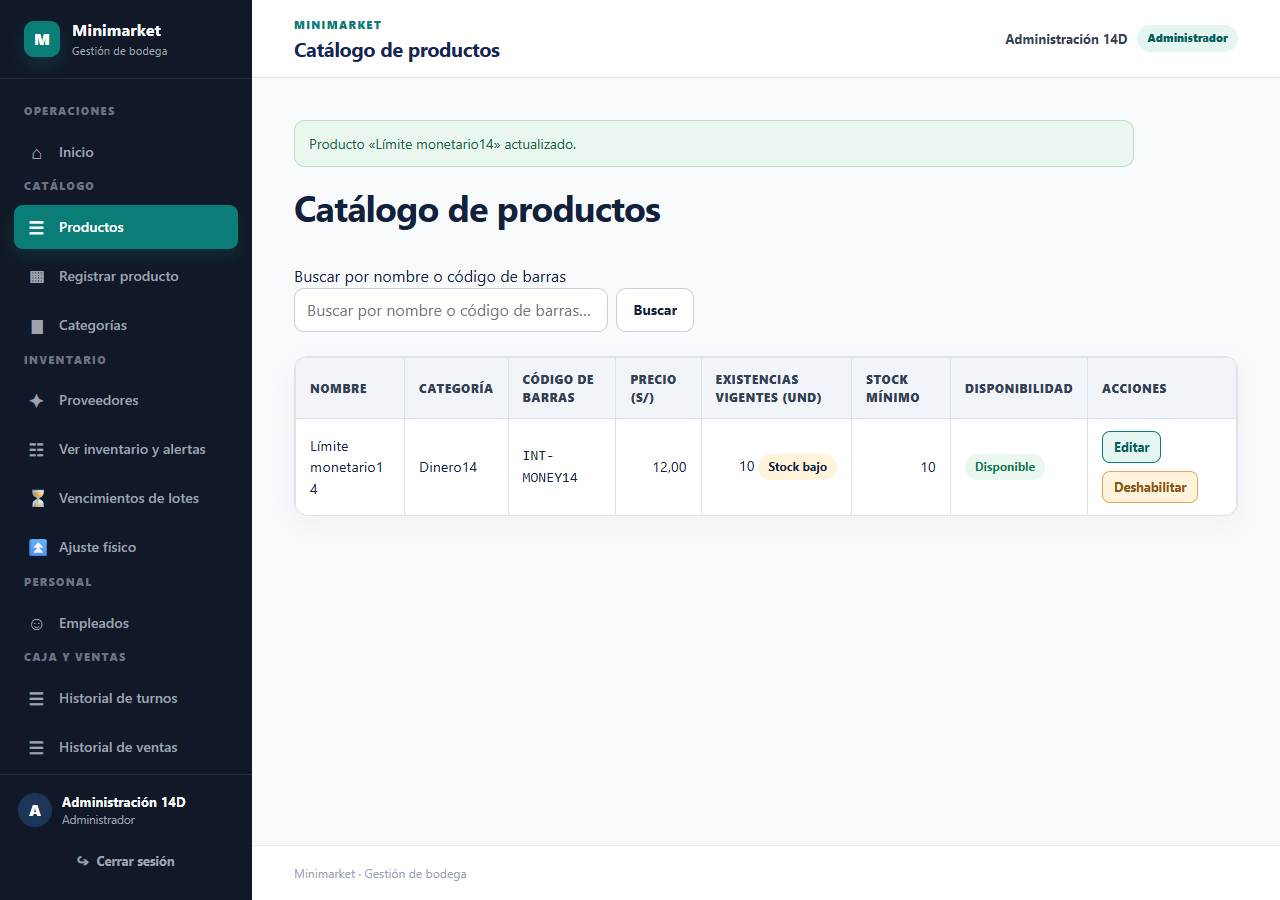 M
Minimarket
Gestión de bodega
OPERACIONES
Inicio
CATÁLOGO
Productos
Registrar producto
Categorías
INVENTARIO
Proveedores
Ver inventario y alertas
Vencimientos de lotes
Ajuste físico
PERSONAL
Empleados
CAJA Y VENTAS
Historial de turnos
Historial de ventas
A
Administración 14D
Administrador
Cerrar sesión
MINIMARKET
Catálogo de productos
Administración 14D
Administrador
Producto «Límite monetario14» actualizado.
Catálogo de productos
Buscar por nombre o código de barras
Buscar por nombre o código de barras...
Buscar
NOMBRE
CATEGORÍA
CÓDIGO DE
BARRAS
PRECIO
(S/)
EXISTENCIAS
VIGENTES (UND)
STOCK
MÍNIMO
DISPONIBILIDAD
ACCIONES
Límite
monetario1
4
Dinero14
INT-
MONEY14
12,00
10 Stock bajo
10
Disponible
Editar
Deshabilitar
Minimarket · Gestión de bodega